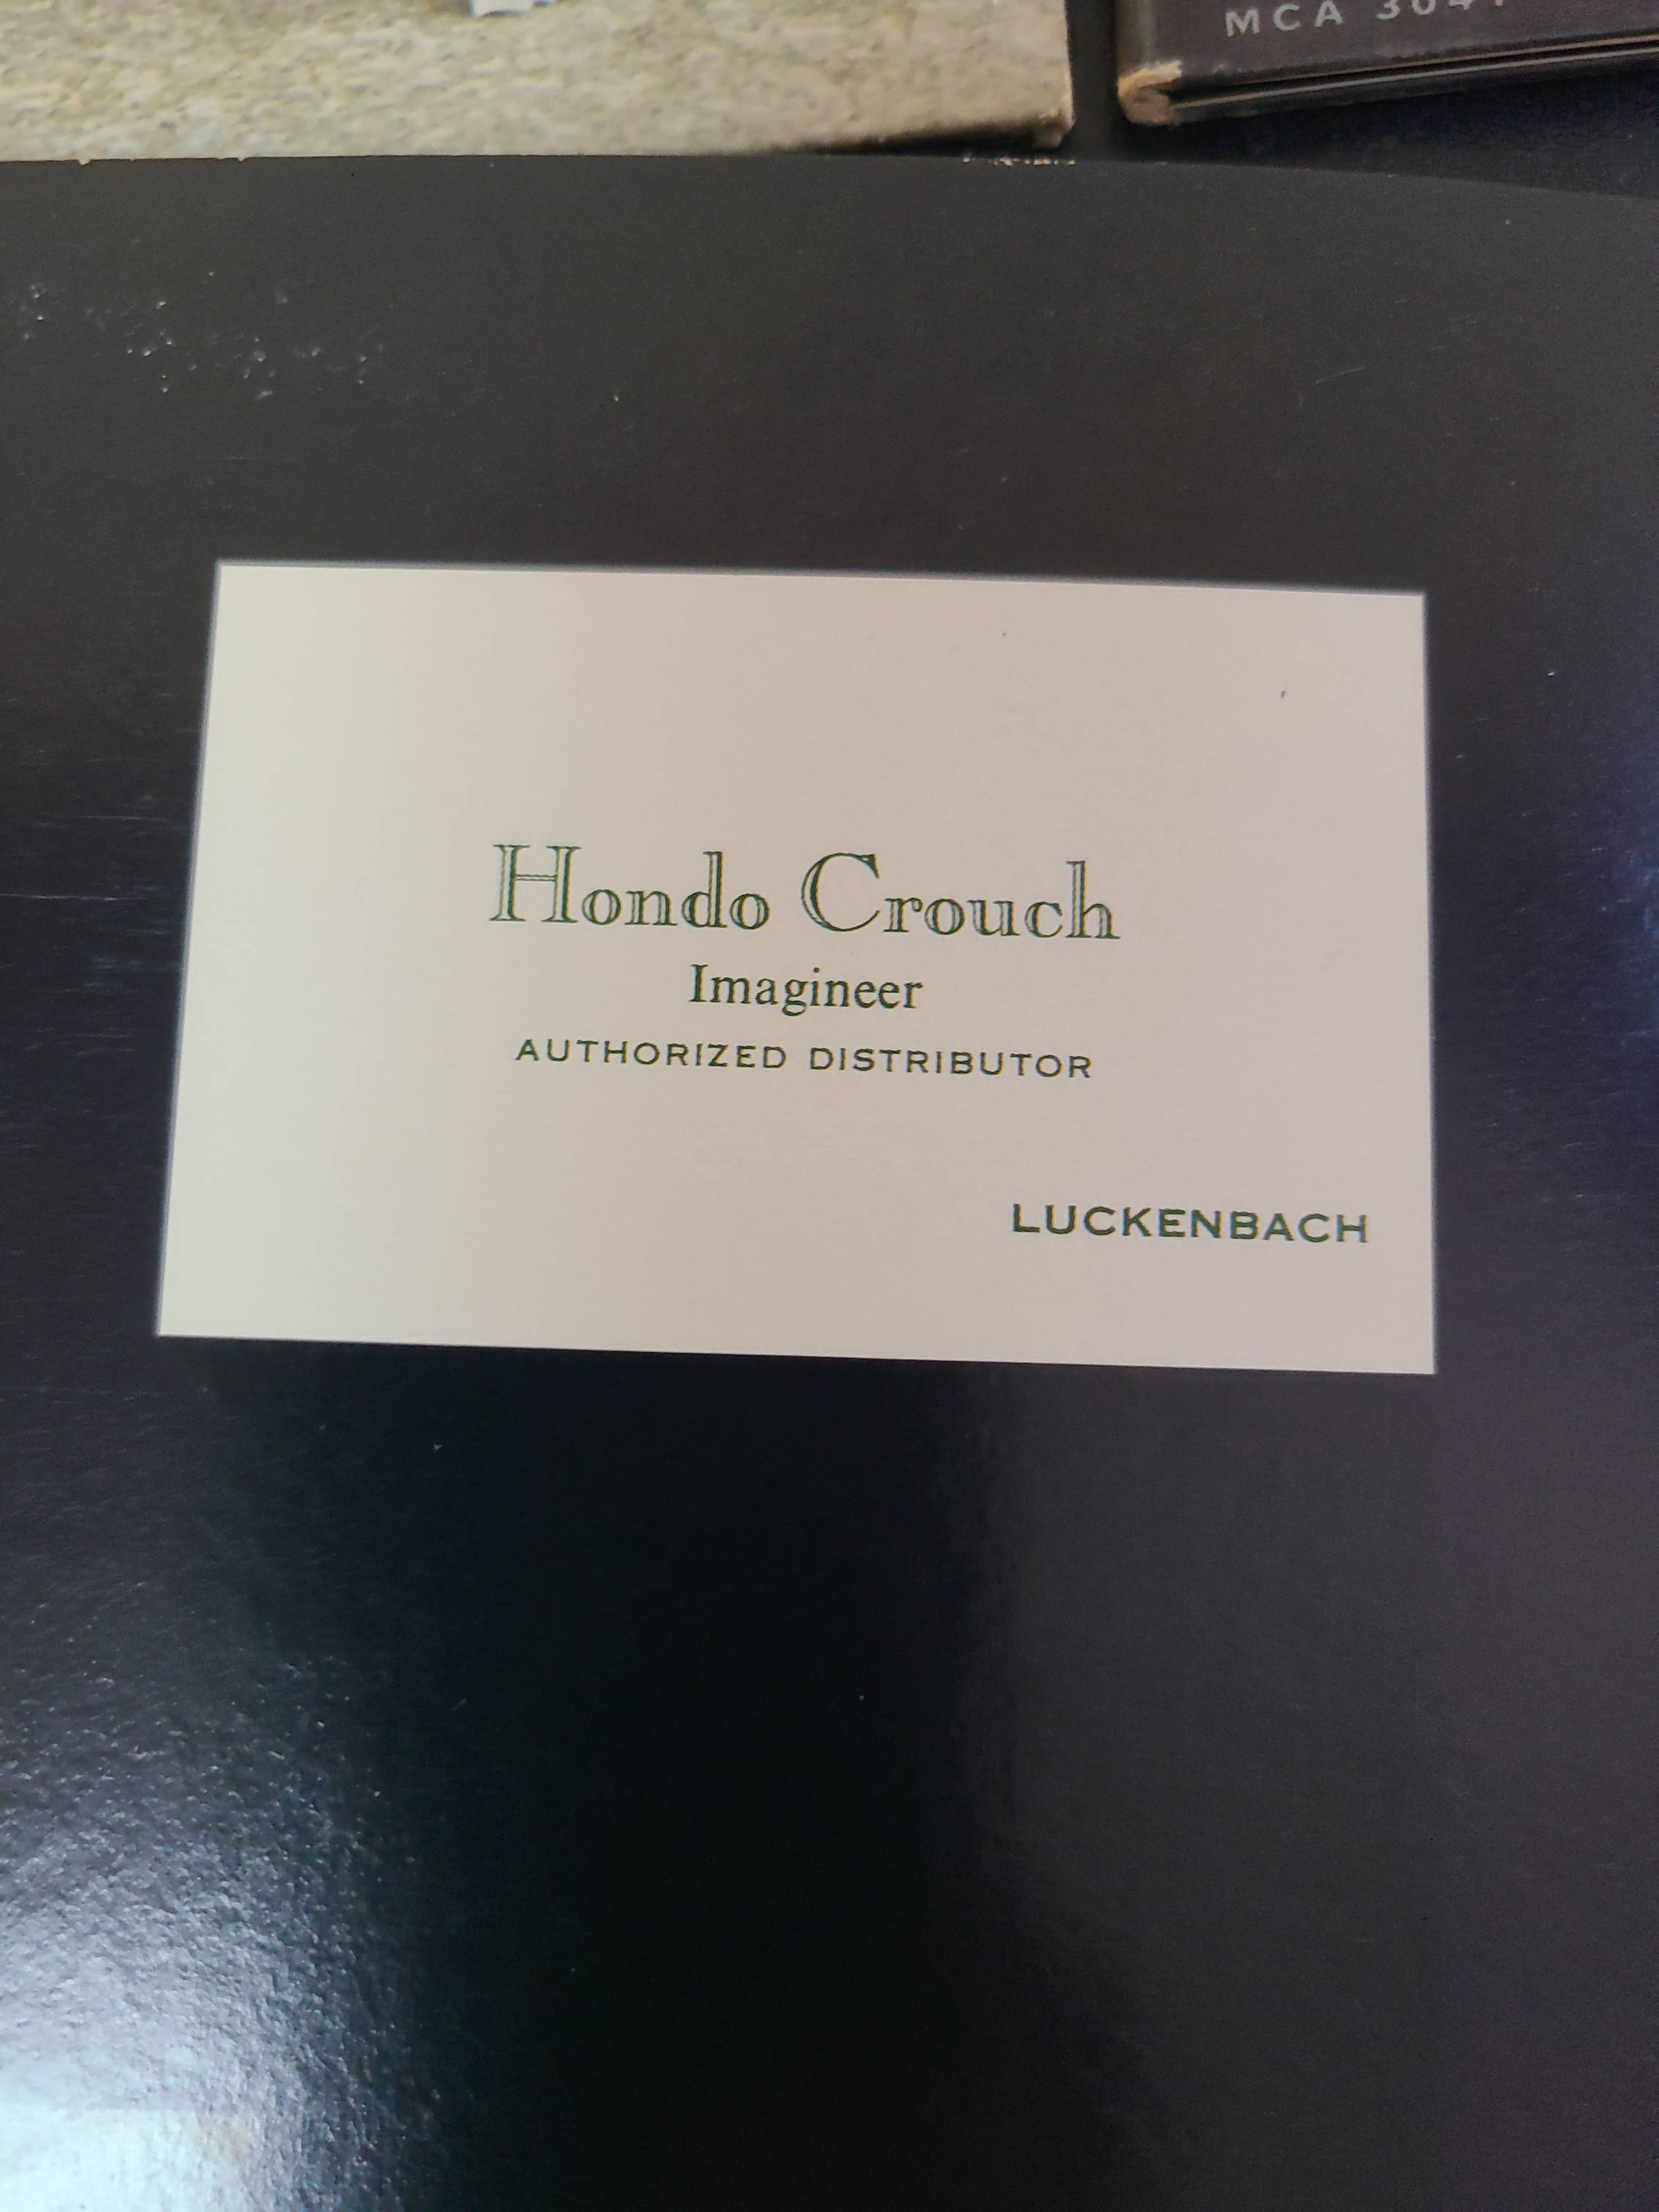 MCA
Hondo Crouch
Imagineer
AUTHORIZED DISTRIBUTOR
LUCKENBACH